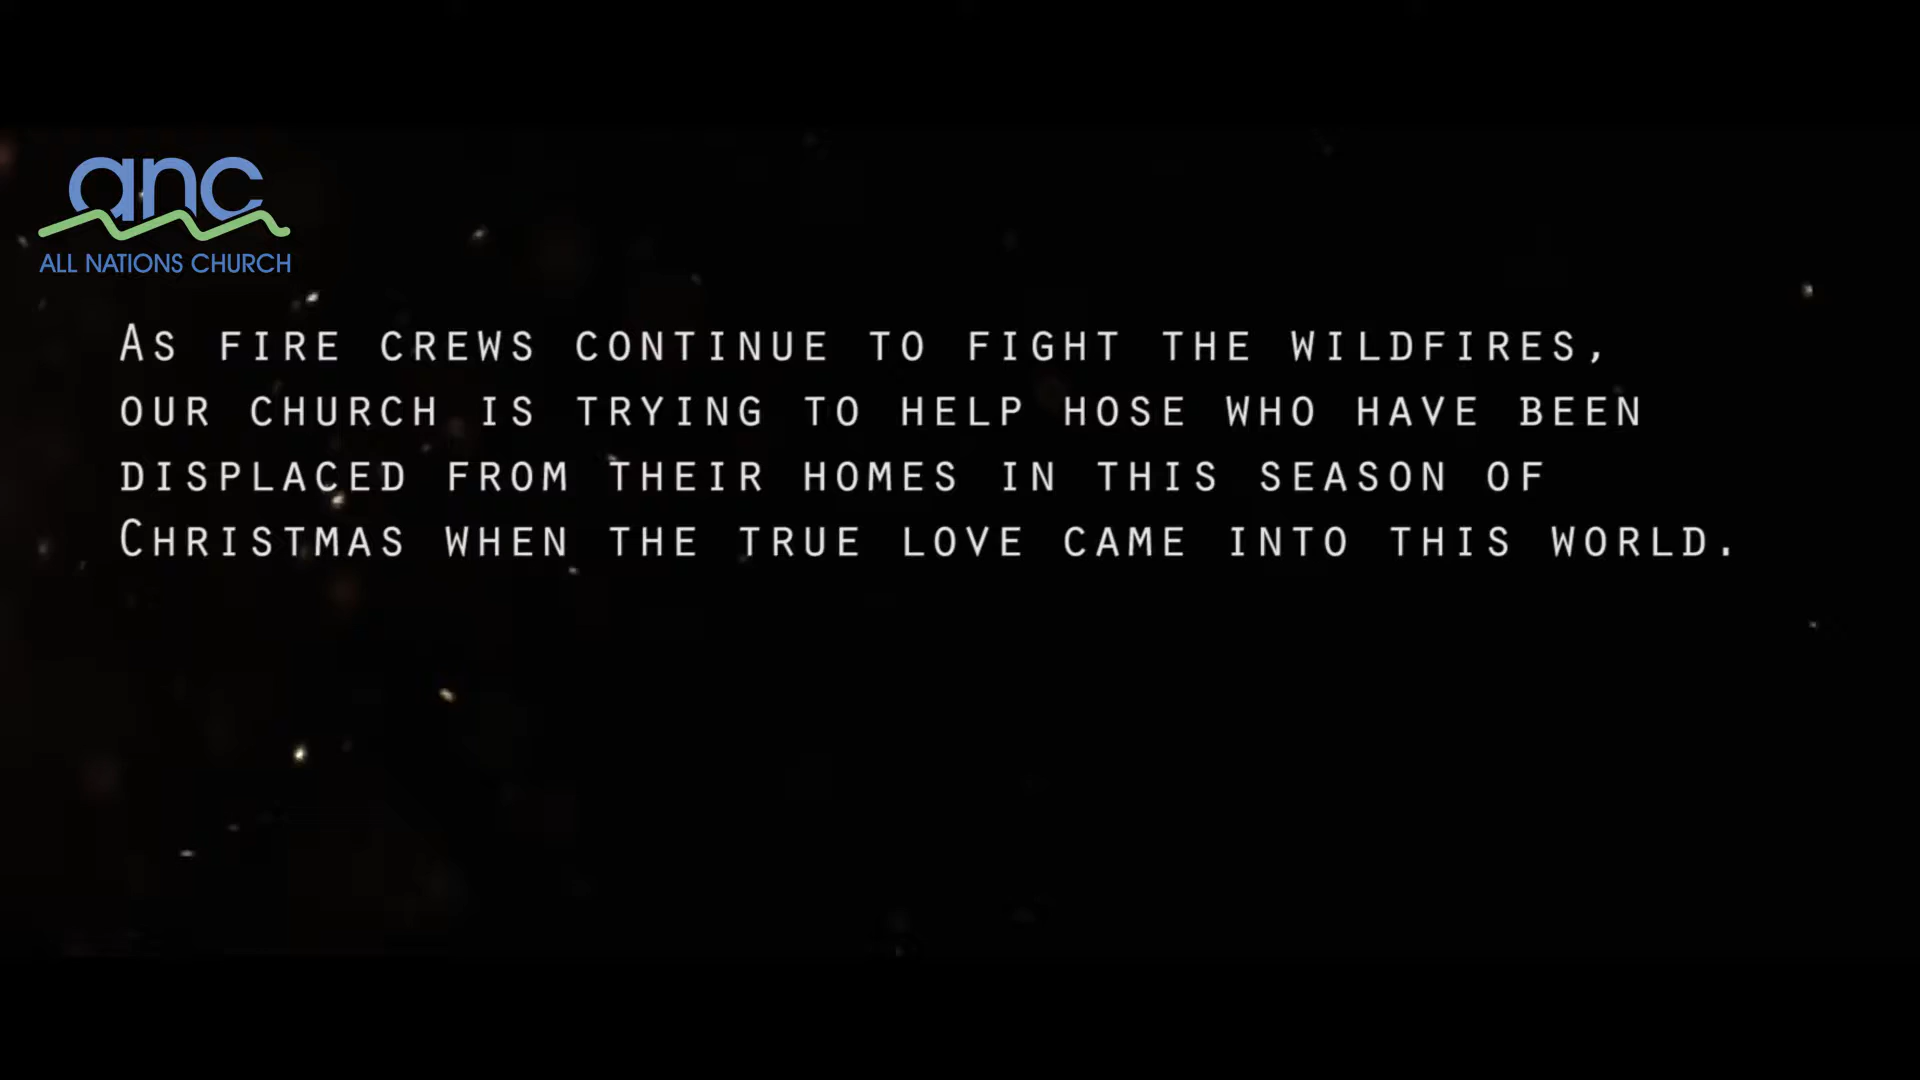 anc
ALL NATIONS CHURCH
AS FIRE CREWS CONTINUE TO FIGHT THE WILDFIRES,
OUR CHURCH IS TRYING TO HELP HOSE WHO HAVE BEEN
DISPLACED FROM THEIR HOMES IN THIS SEASON OF
CHRISTMAS WHEN THE TRUE LOVE CAME INTO THIS WORLD.